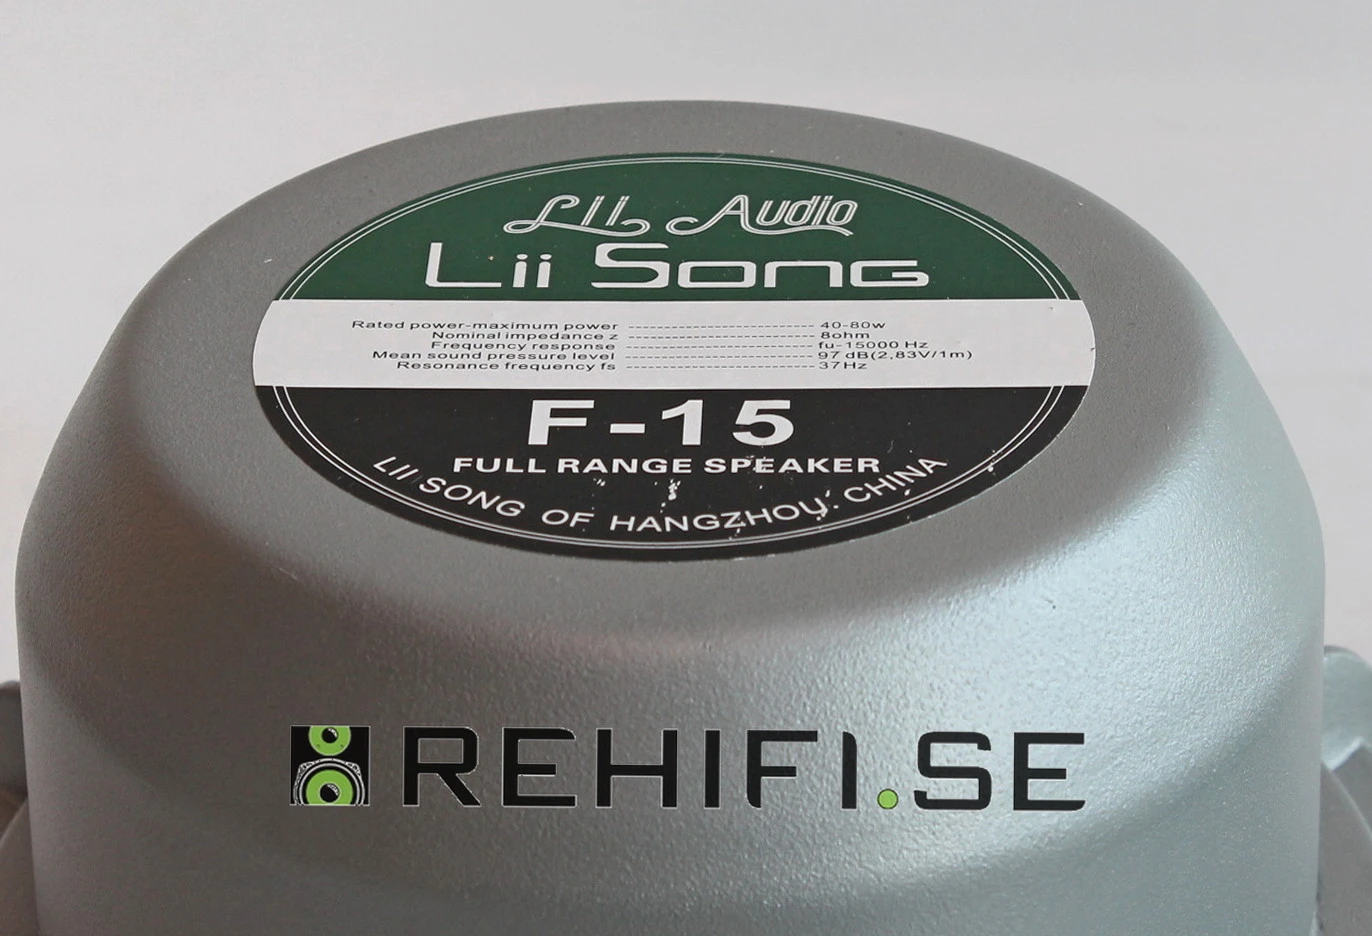 Lii Audio
Lii Song
Rated power-maximum power ---------------------------- 40-80w
Nominal impedance z ---------------------------- 8ohm
Frequency response ---------------------------- fu-15000 Hz
Mean sound pressure level ---------------------------- 97 dB(2,83V/1m)
Resonance frequency fs ---------------------------- 37Hz
F-15
FULL RANGE SPEAKER
LII SONG OF HANGZHOU. CHINA
REHIFI.SE